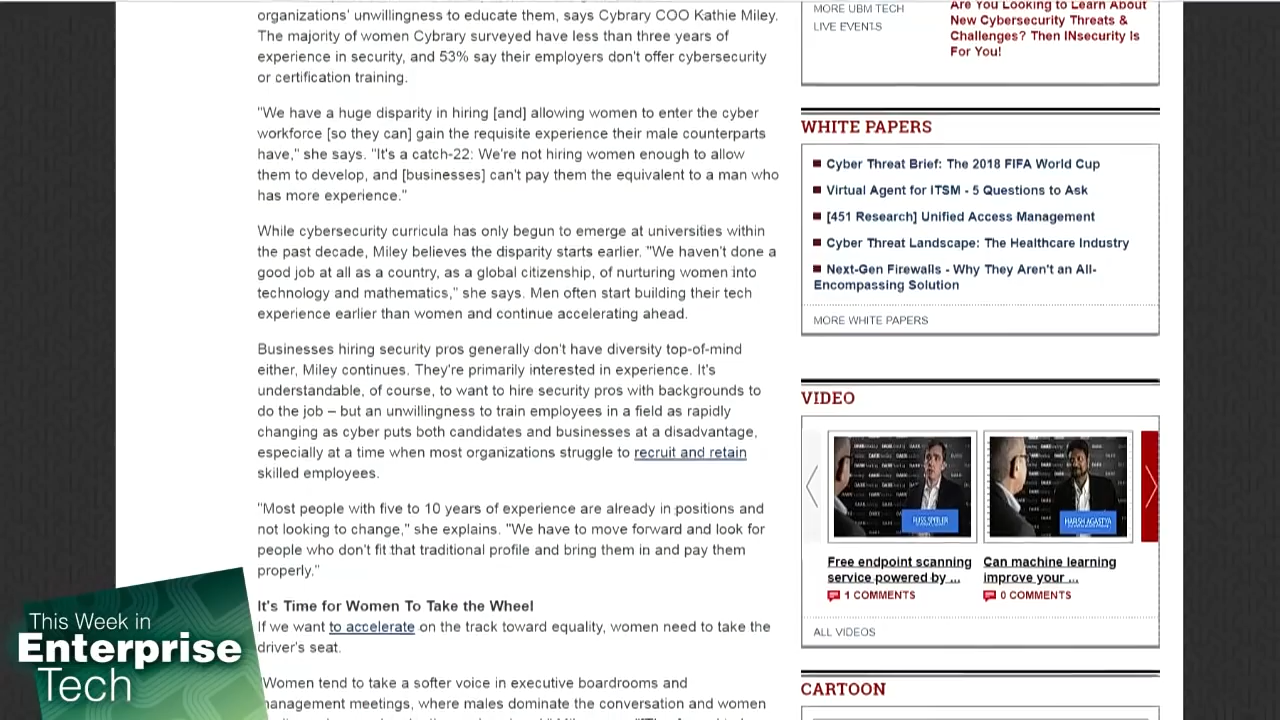 organizations' unwillingness to educate them, says Cybrary COO Kathie Miley.
The majority of women Cybrary surveyed have less than three years of
experience in security, and 53% say their employers don't offer cybersecurity
or certification training.
"We have a huge disparity in hiring [and] allowing women to enter the cyber
workforce [so they can] gain the requisite experience their male counterparts
have," she says. "It's a catch-22: We're not hiring women enough to allow
them to develop, and [businesses] can't pay them the equivalent to a man who
has more experience."
While cybersecurity curricula has only begun to emerge at universities within
the past decade, Miley believes the disparity starts earlier. "We haven't done a
good job at all as a country, as a global citizenship, of nurturing women into
technology and mathematics," she says. Men often start building their tech
experience earlier than women and continue accelerating ahead.
Businesses hiring security pros generally don't have diversity top-of-mind
either, Miley continues. They're primarily interested in experience. It's
understandable, of course, to want to hire security pros with backgrounds to
do the job – but an unwillingness to train employees in a field as rapidly
changing as cyber puts both candidates and businesses at a disadvantage,
especially at a time when most organizations struggle to recruit and retain
skilled employees.
"Most people with five to 10 years of experience are already in positions and
not looking to change," she explains. "We have to move forward and look for
people who don't fit that traditional profile and bring them in and pay them
properly."
It's Time for Women To Take the Wheel
If we want to accelerate on the track toward equality, women need to take the
driver's seat.
Women tend to take a softer voice in executive boardrooms and
management meetings, where males dominate the conversation and women
MORE UBM TECH
LIVE EVENTS
Are You Looking to Learn About
New Cybersecurity Threats &
Challenges? Then INsecurity Is
For You!
WHITE PAPERS
Cyber Threat Brief: The 2018 FIFA World Cup
Virtual Agent for ITSM - 5 Questions to Ask
[451 Research] Unified Access Management
Cyber Threat Landscape: The Healthcare Industry
Next-Gen Firewalls - Why They Aren't an All-
Encompassing Solution
MORE WHITE PAPERS
VIDEO
Free endpoint scanning
service powered by ...
1 COMMENTS
HARISH AGASTYA
Can machine learning
improve your ...
0 COMMENTS
ALL VIDEOS
CARTOON
This Week in
Enterprise
Tech